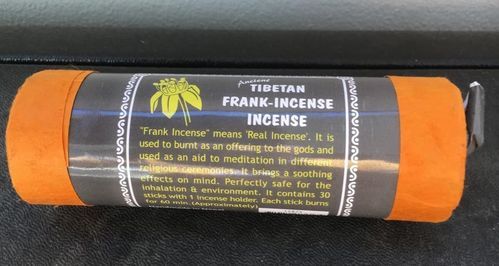 Ancient
TIBETAN
FRANK-INCENSE
INCENSE
"Frank Incense" means 'Real Incense'. It is
used to burnt as an offering to the gods and
used as an aid to meditation in different
religious ceremonies. It brings a soothing
effects on mind. Perfectly safe for the
inhalation & environment. It contains 30
sticks with 1 incense holder. Each stick burns
for 60 min.(Approximately)